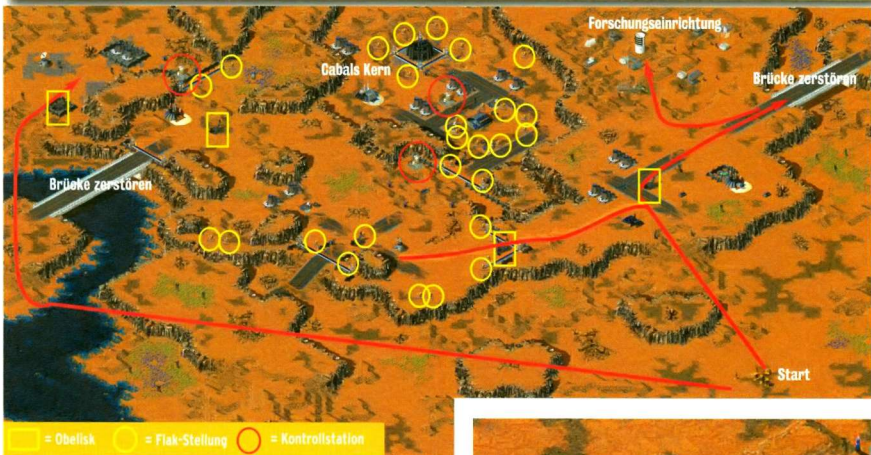 Forschungseinrichtung
Cabals Kern
Brücke zerstören
Brücke zerstören
Start
= Obelisk = Flak-Stellung = Kontrollstation